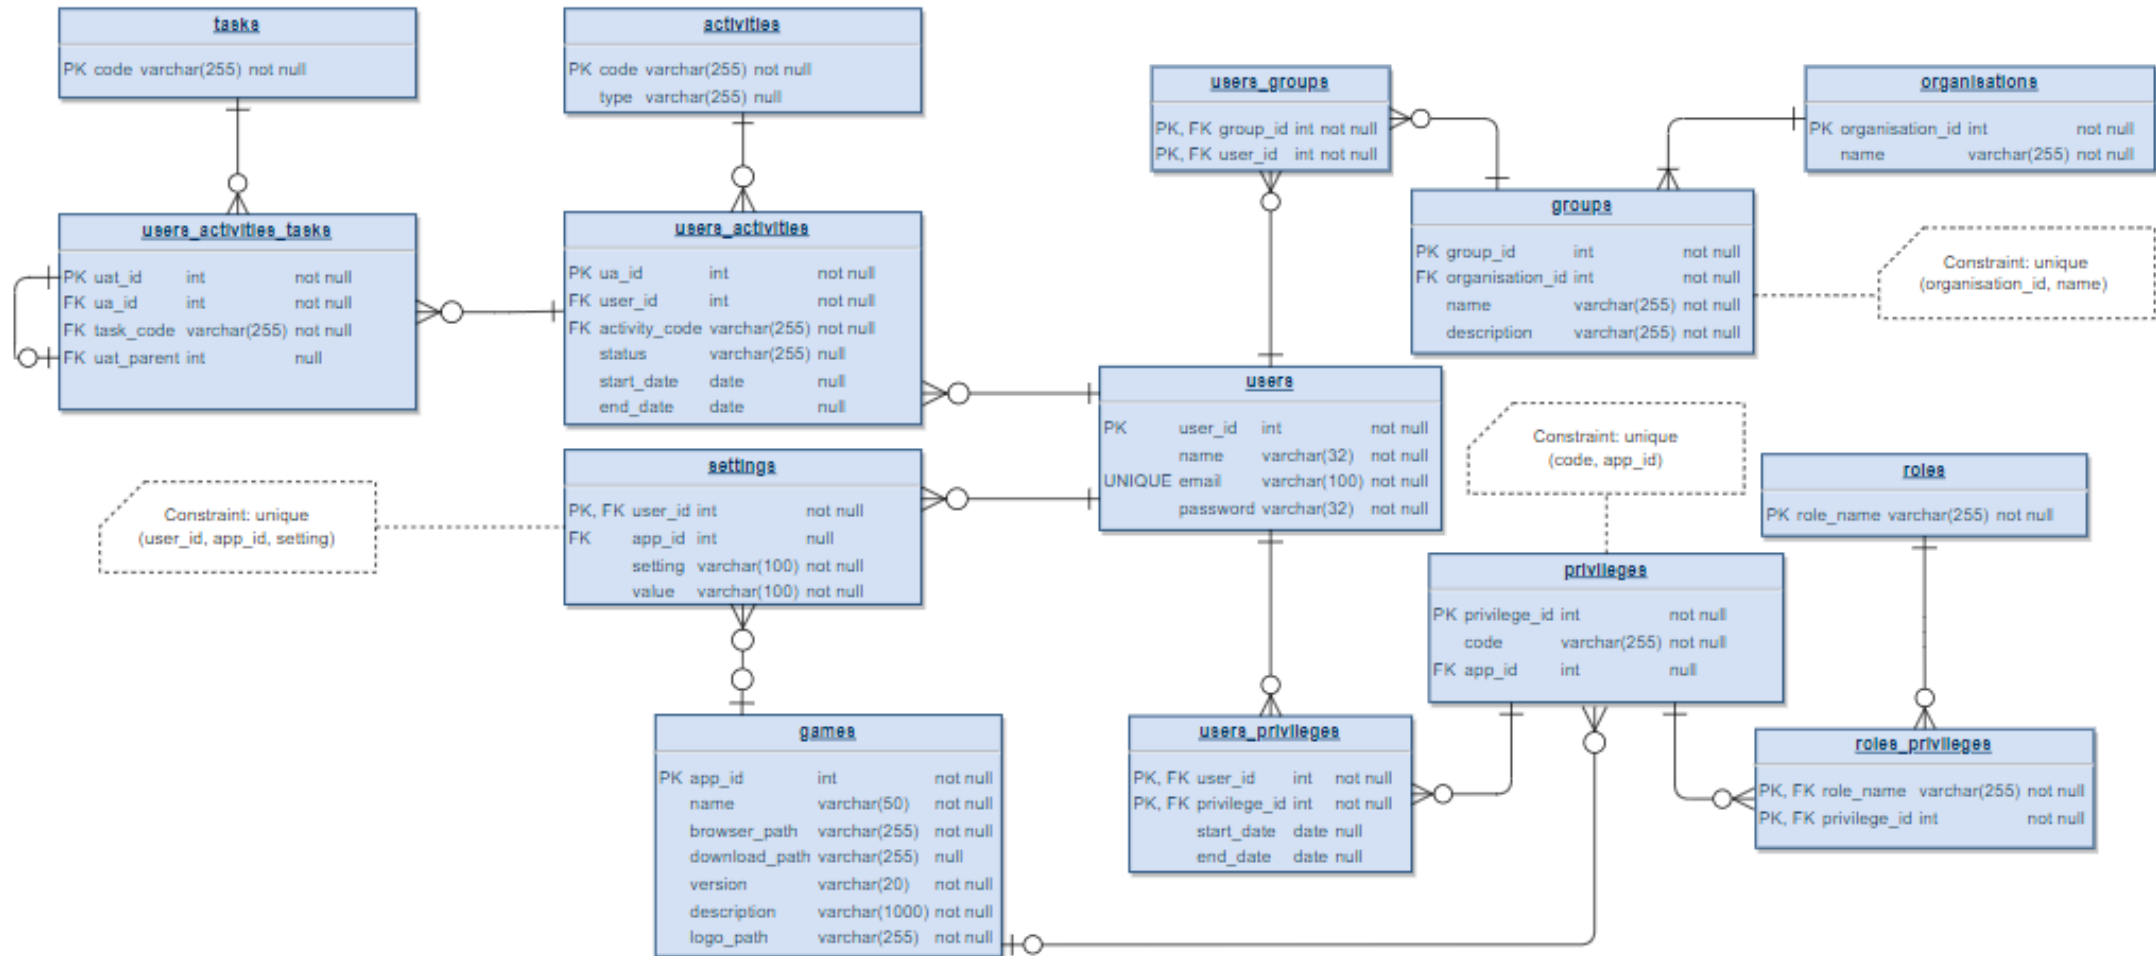 tasks
PK code varchar(255) not null
activities
PK code varchar(255) not null
type varchar(255) null
users_groups
PK, FK group_id int not null
PK, FK user_id int not null
organisations
PK organisation_id int not null
name varchar(255) not null
groups
PK group_id int not null
FK organisation_id int not null
name varchar(255) not null
description varchar(255) not null
Constraint: unique
(organisation_id, name)
users_activities_tasks
PK uat_id int not null
FK ua_id int not null
FK task_code varchar(255) not null
FK uat_parent int null
users_activities
PK ua_id int not null
FK user_id int not null
FK activity_code varchar(255) not null
status varchar(255) null
start_date date null
end_date date null
users
PK user_id int not null
name varchar(32) not null
UNIQUE email varchar(100) not null
password varchar(32) not null
Constraint: unique
(code, app_id)
roles
PK role_name varchar(255) not null
Constraint: unique
(user_id, app_id, setting)
settings
PK, FK user_id int not null
FK app_id int null
setting varchar(100) not null
value varchar(100) not null
privileges
PK privilege_id int not null
code varchar(255) not null
FK app_id int null
games
PK app_id int not null
name varchar(50) not null
browser_path varchar(255) not null
download_path varchar(255) null
version varchar(20) not null
description varchar(1000) not null
logo_path varchar(255) not null
users_privileges
PK, FK user_id int not null
PK, FK privilege_id int not null
start_date date null
end_date date null
roles_privileges
PK, FK role_name varchar(255) not null
PK, FK privilege_id int not null